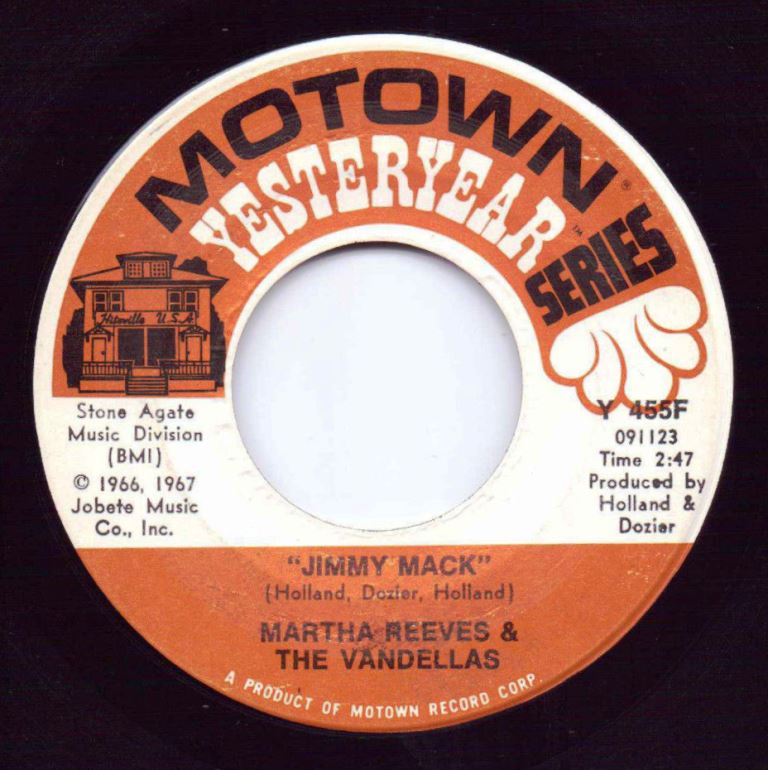 MOTOWN®
YESTERYEAR™
SERIES
Hitsville U.S.A
Stone Agate
Music Division
(BMI)
© 1966, 1967
Jobete Music
Co., Inc.
Y 455F
091123
Time 2:47
Produced by
Holland &
Dozier
"JIMMY MACK"
(Holland, Dozier, Holland)
MARTHA REEVES &
THE VANDELLAS
A PRODUCT OF MOTOWN RECORD CORP.